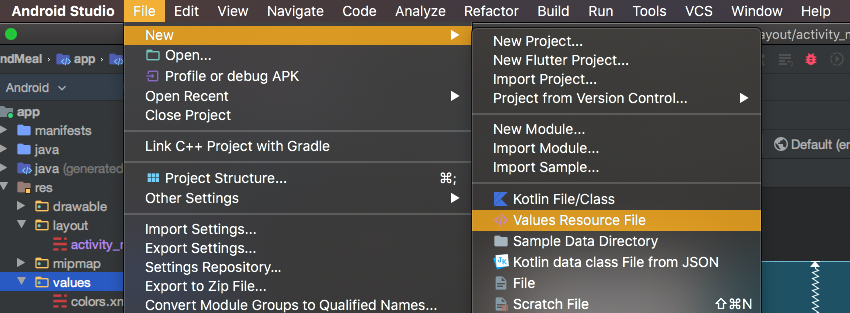 Android Studio File Edit View Navigate Code Analyze Refactor Build Run Tools VCS Window Help
ndMeal app
Android
app
manifests
java
java (generated
res
drawable
layout
activity_m
mipmap
values
colors.xm
New
Open...
Profile or debug APK
Open Recent
Close Project
Link C++ Project with Gradle
Project Structure... ⌘;
Other Settings
Import Settings...
Export Settings...
Settings Repository...
Export to Zip File...
Convert Module Groups to Qualified Names...
New Project...
New Flutter Project...
Import Project...
Project from Version Control...
New Module...
Import Module...
Import Sample...
Kotlin File/Class
Values Resource File
Sample Data Directory
Kotlin data class File from JSON
File
Scratch File ⇧⌘N
ayout/activity_m
Default (en